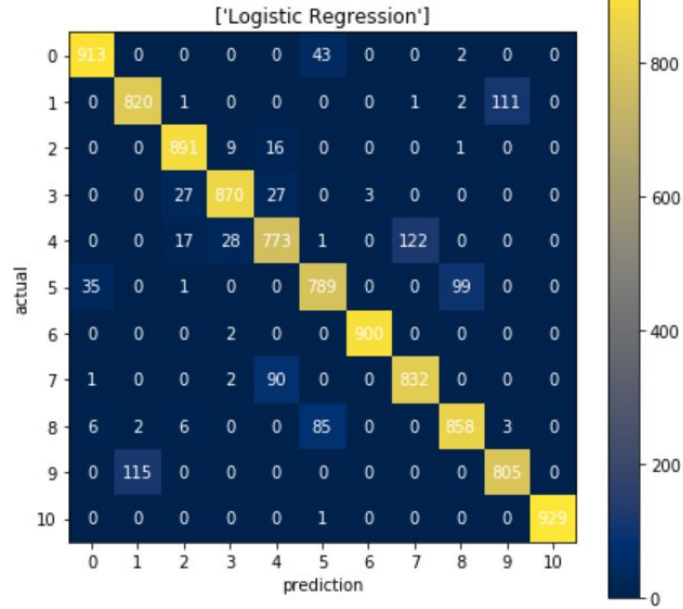 ['Logistic Regression']
0 913 0 0 0 0 43 0 0 2 0 0
1 0 820 1 0 0 0 0 1 2 111 0
2 0 0 891 9 16 0 0 0 1 0 0
3 0 0 27 870 27 0 3 0 0 0 0
4 0 0 17 28 773 1 0 122 0 0 0
5 35 0 1 0 0 789 0 0 99 0 0
6 0 0 0 2 0 0 900 0 0 0 0
7 1 0 0 2 90 0 0 832 0 0 0
8 6 2 6 0 0 85 0 0 858 3 0
9 0 115 0 0 0 0 0 0 0 805 0
10 0 0 0 0 0 1 0 0 0 0 929
0 1 2 3 4 5 6 7 8 9 10
prediction
actual
800
600
400
200
0